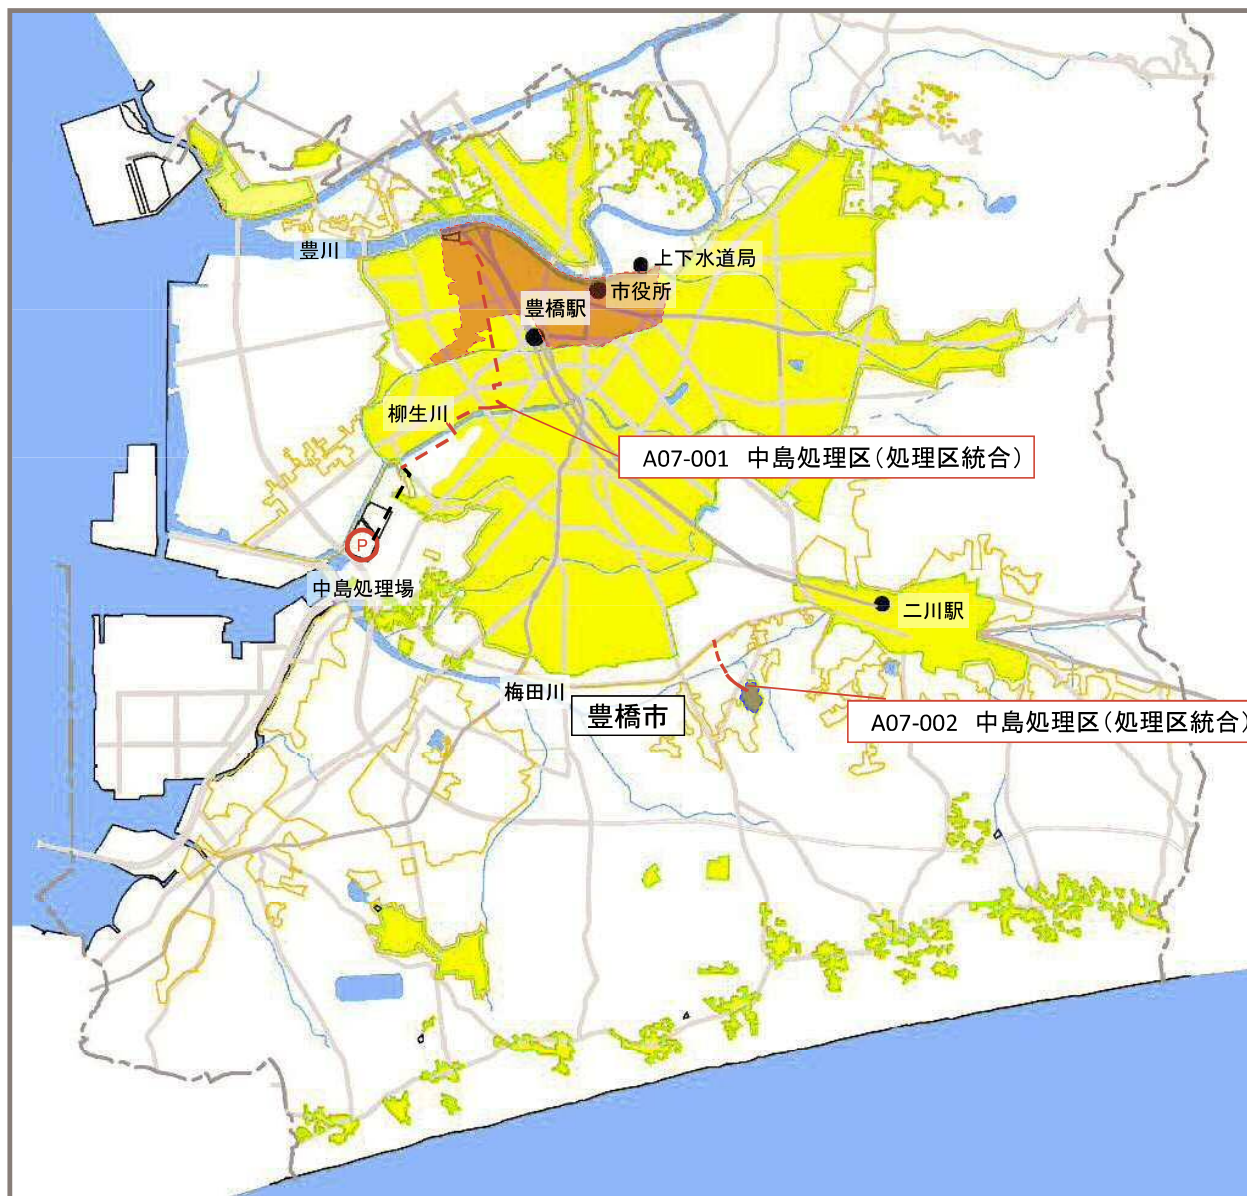 豊川
上下水道局
市役所
豊橋駅
柳生川
A07-001 中島処理区(処理区統合)
P
中島処理場
二川駅
梅田川
豊橋市
A07-002 中島処理区(処理区統合)